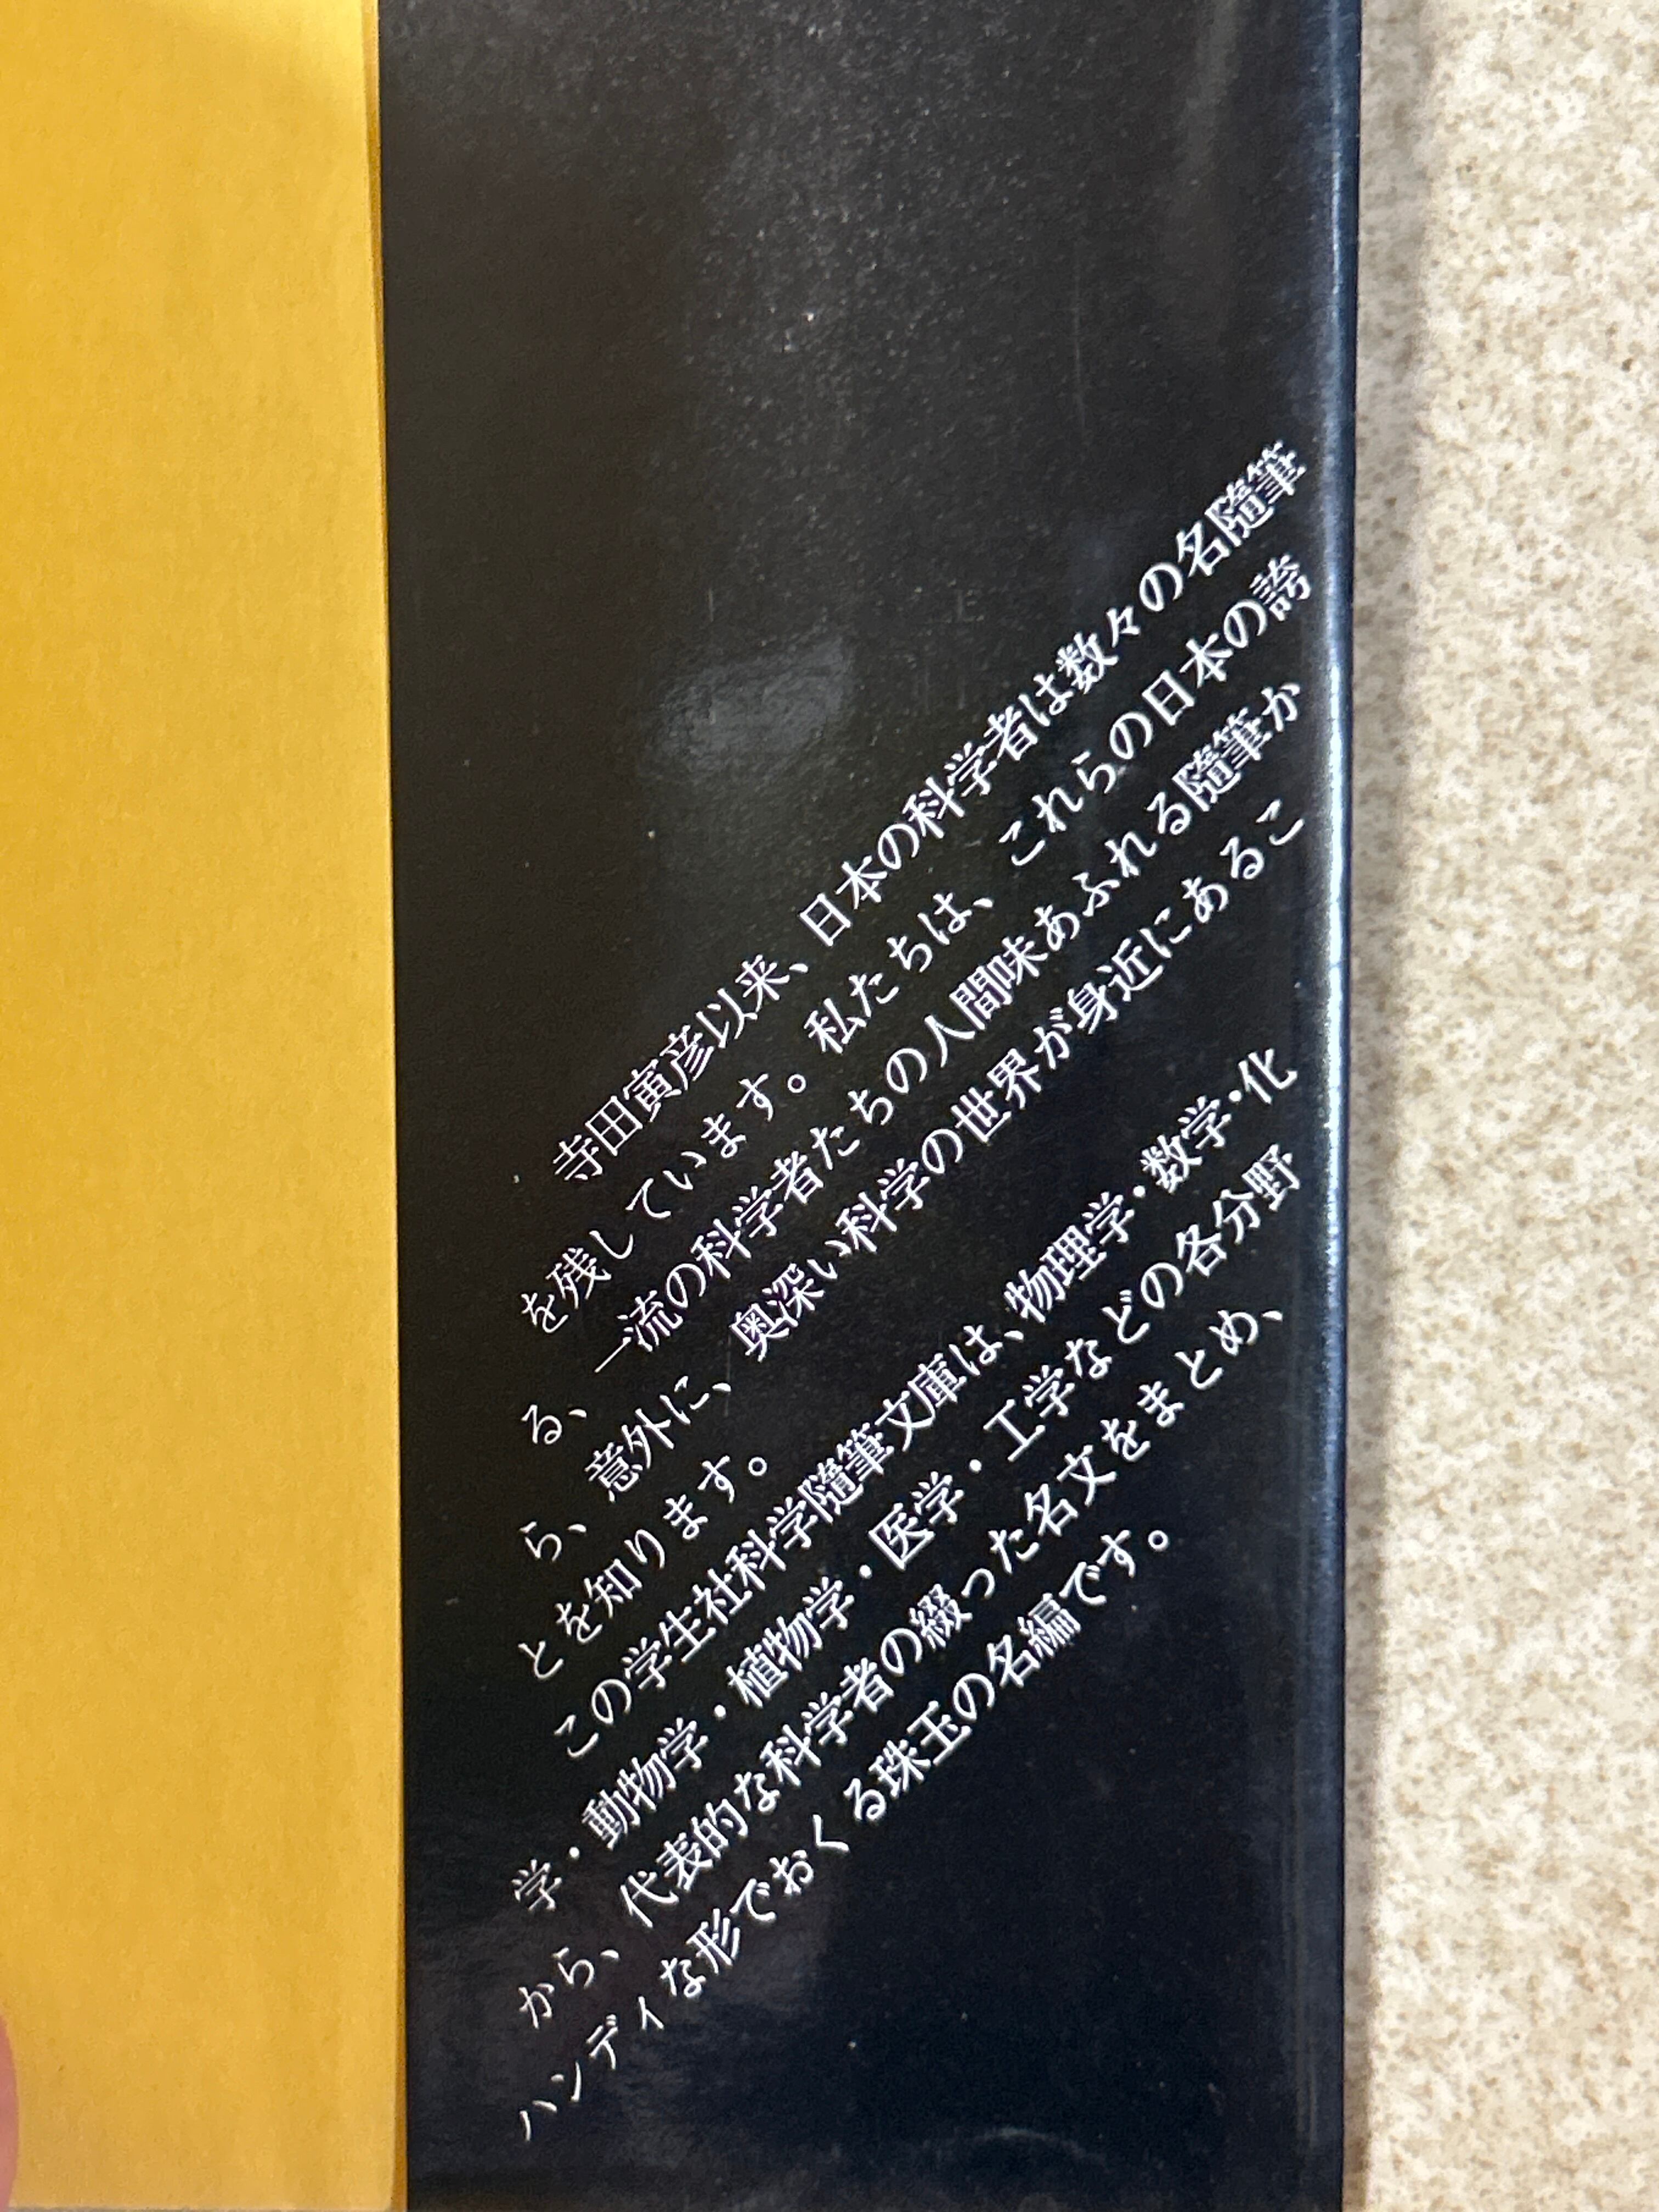 寺田寅彦以来、日本の科学者は数々の名隨筆
を残しています。私たちは、これらの日本の誇
る、一流の科学者たちの人間味あふれる隨筆か
ら、意外に、奥深い科学の世界が身近にあるこ
とを知ります。
この学生社科学隨筆文庫は、物理学・数学・化
学・動物学・植物学・医学・工学などの各分野
から、代表的な科学者の綴った名文をまとめ、
ハンディな形でおくる珠玉の名編です。